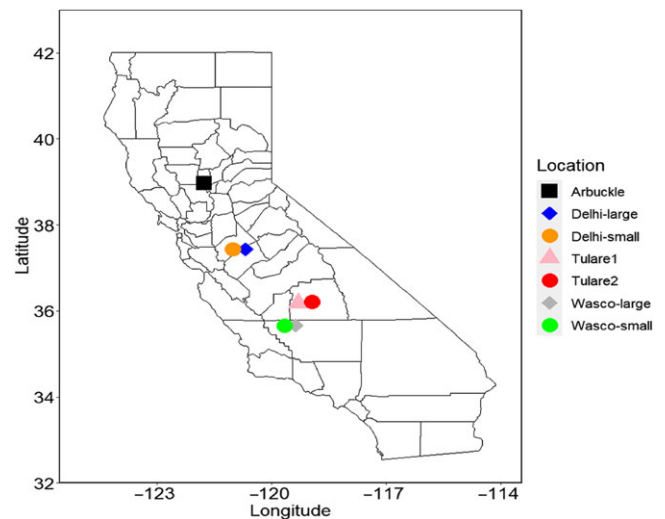 42
40
38
36
34
32
Latitude
−123
−120
−117
−114
Longitude
Location
Arbuckle
Delhi-large
Delhi-small
Tulare1
Tulare2
Wasco-large
Wasco-small